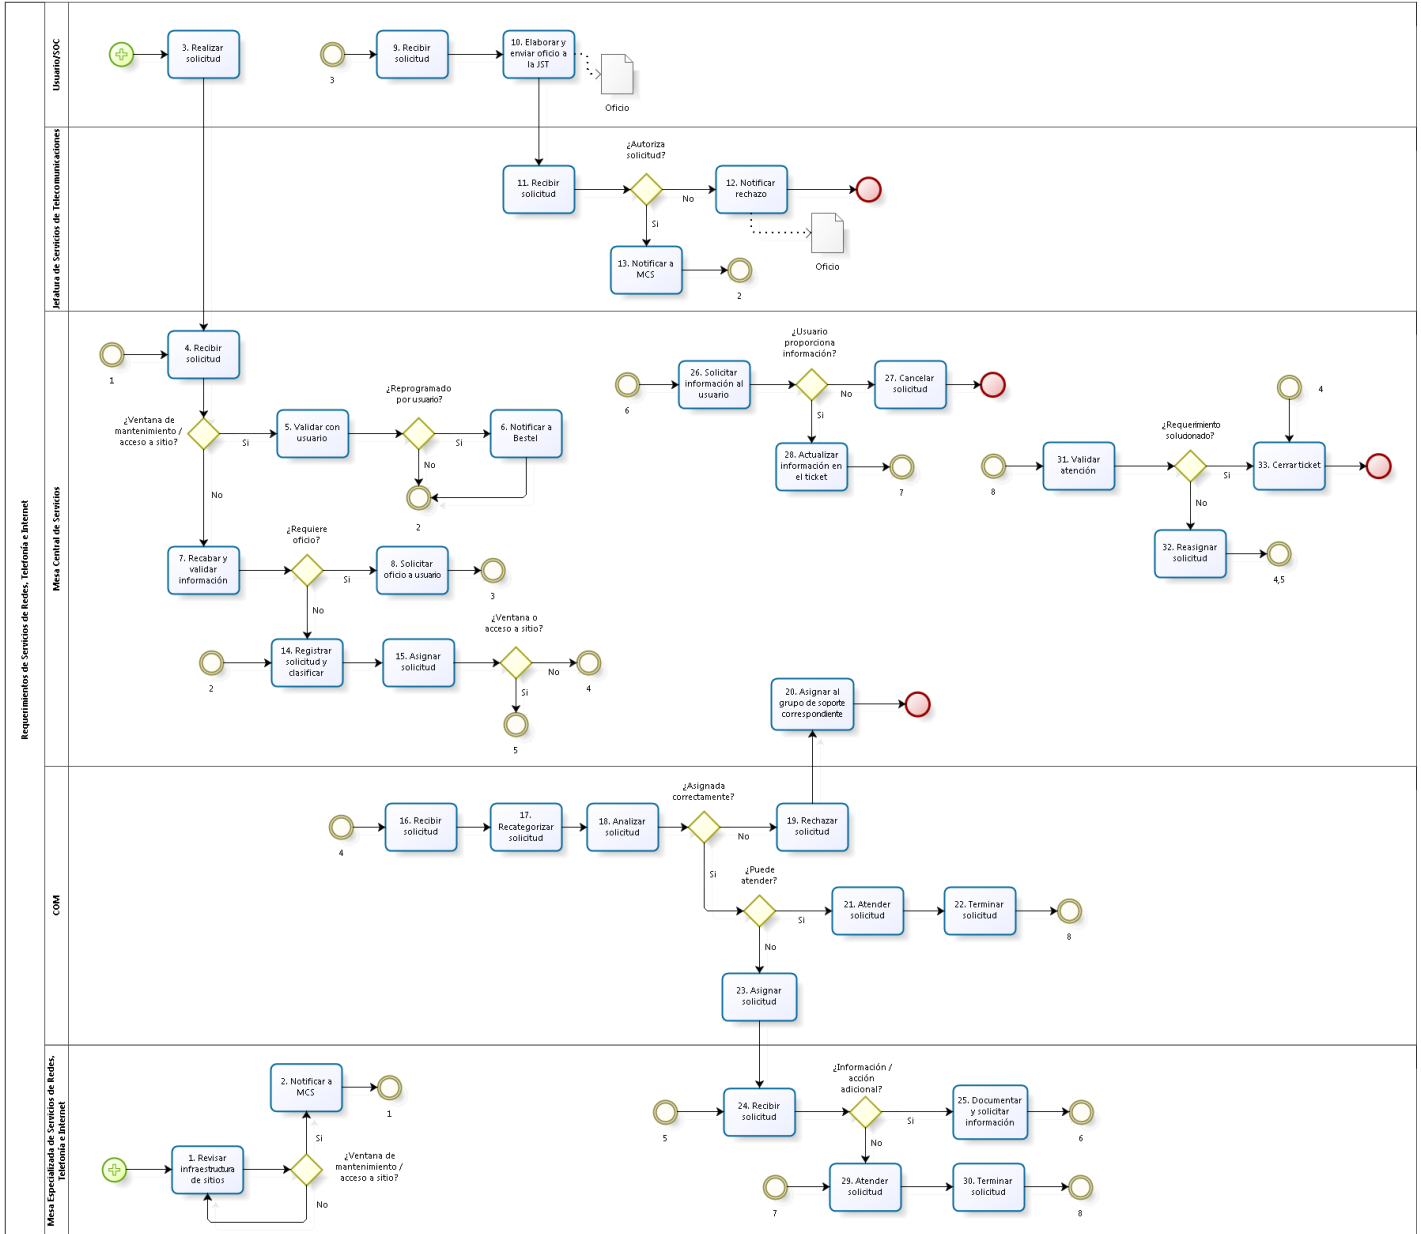 Requerimientos de Servicios de Redes, Telefonía e Internet
Usuario/SOC
3. Realizar
solicitud
3
9. Recibir
solicitud
10. Elaborar y
enviar oficio a
la JST
Oficio
Jefatura de Servicios de Telecomunicaciones
11. Recibir
solicitud
¿Autoriza
solicitud?
No
Si
12. Notificar
rechazo
Oficio
13. Notificar a
MCS
2
Mesa Central de Servicios
1
4. Recibir
solicitud
¿Ventana de
mantenimiento /
acceso a sitio?
Si
No
5. Validar con
usuario
¿Reprogramado
por usuario?
Si
No
6. Notificar a
Bestel
2
7. Recabar y
validar
información
¿Requiere
oficio?
Si
No
8. Solicitar
oficio a usuario
3
2
14. Registrar
solicitud y
clasificar
15. Asignar
solicitud
¿Ventana o
acceso a sitio?
No
Si
4
5
6
26. Solicitar
información al
usuario
¿Usuario
proporciona
información?
No
Si
27. Cancelar
solicitud
28. Actualizar
información en
el ticket
7
8
31. Validar
atención
¿Requerimiento
solucionado?
Si
No
4
33. Cerrar ticket
32. Reasignar
solicitud
4,5
20. Asignar al
grupo de soporte
correspondiente
COM
4
16. Recibir
solicitud
17.
Recategorizar
solicitud
18. Analizar
solicitud
¿Asignada
correctamente?
No
Si
19. Rechazar
solicitud
¿Puede
atender?
Si
No
21. Atender
solicitud
22. Terminar
solicitud
8
23. Asignar
solicitud
Mesa Especializada de Servicios de Redes,
Telefonía e Internet
1. Revisar
infraestructura
de sitios
¿Ventana de
mantenimiento /
acceso a sitio?
Si
No
2. Notificar a
MCS
1
5
24. Recibir
solicitud
¿Información /
acción
adicional?
Si
No
25. Documentar
y solicitar
información
6
7
29. Atender
solicitud
30. Terminar
solicitud
8